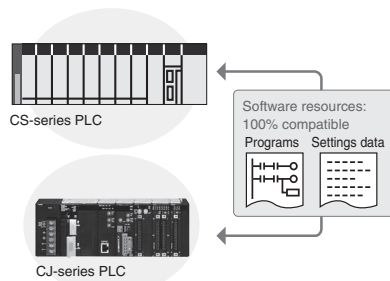 CS-series PLC
Software resources:
100% compatible
Programs Settings data
CJ-series PLC